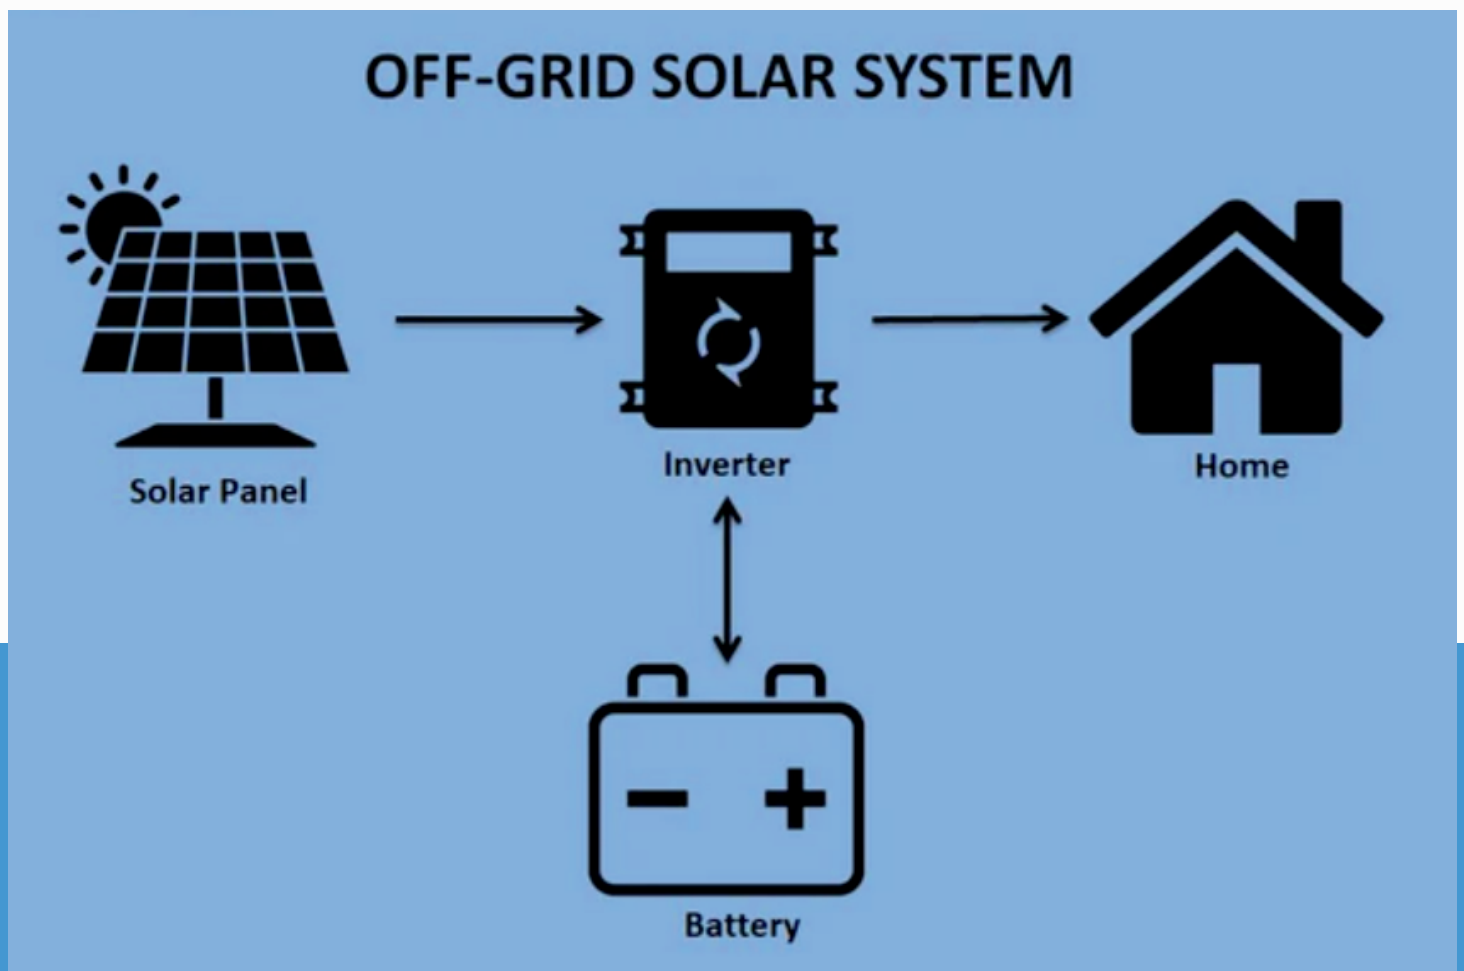 OFF-GRID SOLAR SYSTEM
Solar Panel
Inverter
Home
Battery